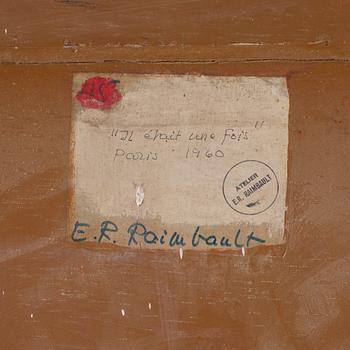 "Il était une fois"
Paris 1960
ATELIER
E.R. RAIMBAULT
E.R. Raimbault